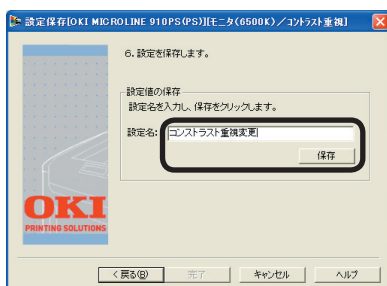 設定保存[OKI MICROLINE 910PS(PS)][モニタ(6500K)/コントラスト重視]
6. 設定を保存します。
設定値の保存
設定名を入力し、保存をクリックします。
設定名:
コンストラスト重視変更
保存
OKI
PRINTING SOLUTIONS
< 戻る(B)
完了
キャンセル
ヘルプ